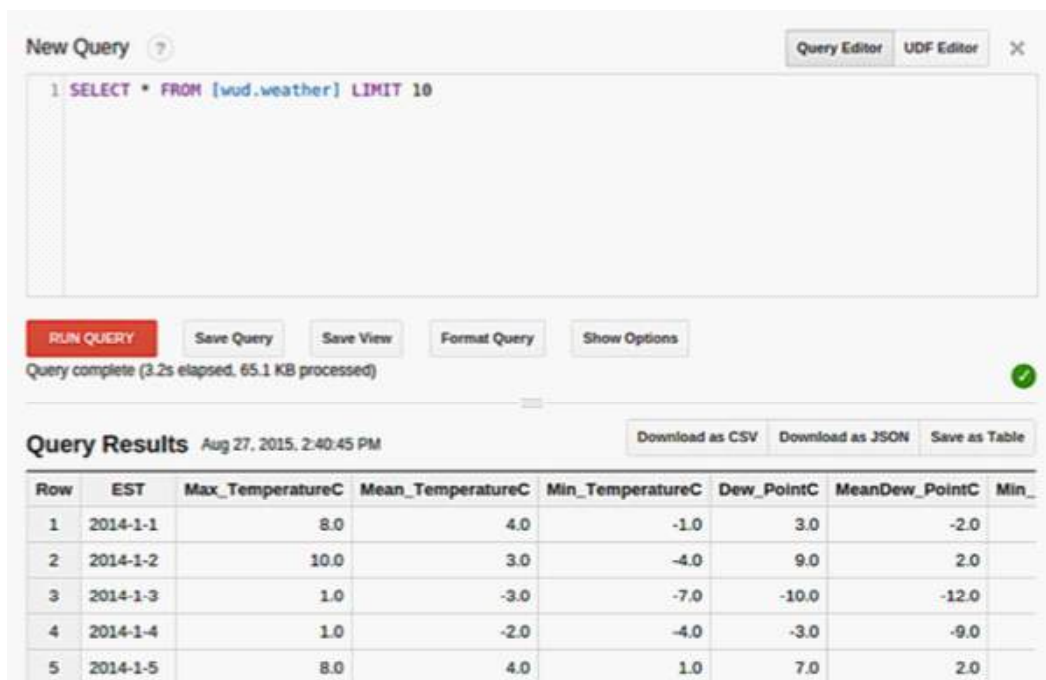 New Query ? Query Editor UDF Editor ×
1 SELECT * FROM [wud.weather] LIMIT 10
RUN QUERY Save Query Save View Format Query Show Options
Query complete (3.2s elapsed, 65.1 KB processed)
Query Results Aug 27, 2015, 2:40:45 PM Download as CSV Download as JSON Save as Table
Row EST Max_TemperatureC Mean_TemperatureC Min_TemperatureC Dew_PointC MeanDew_PointC Min_
1 2014-1-1 8.0 4.0 -1.0 3.0 -2.0
2 2014-1-2 10.0 3.0 -4.0 9.0 2.0
3 2014-1-3 1.0 -3.0 -7.0 -10.0 -12.0
4 2014-1-4 1.0 -2.0 -4.0 -3.0 -9.0
5 2014-1-5 8.0 4.0 1.0 7.0 2.0